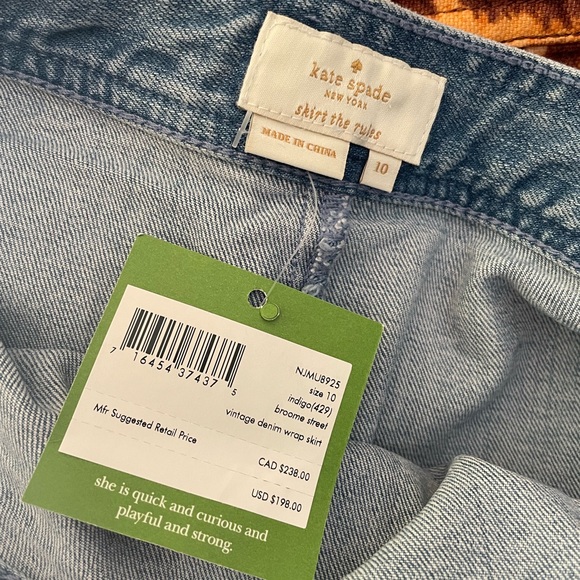 kate spade
NEW YORK
skirt the rules
MADE IN CHINA
10
7 16454 37437 5
NJMU8925
size 10
indigo(429)
broome street
vintage denim wrap skirt
Mfr Suggested Retail Price
CAD $238.00
USD $198.00
she is quick and curious and
playful and strong.